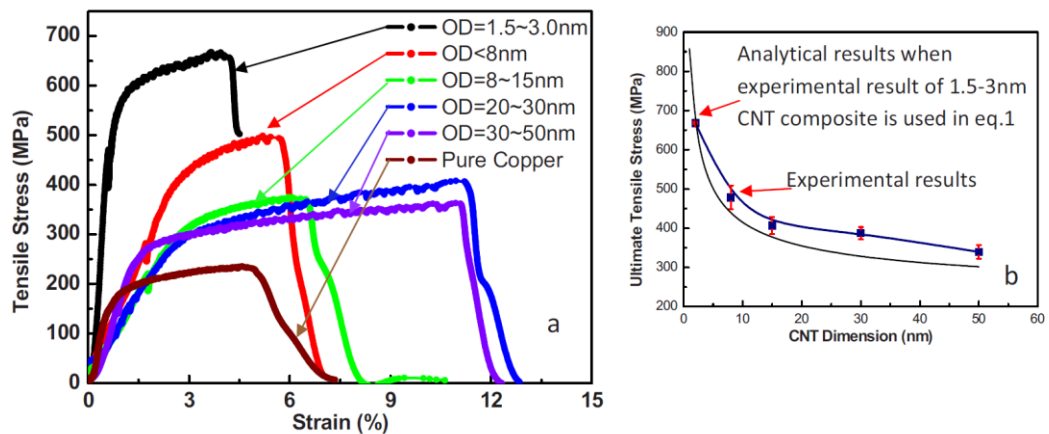 Tensile Stress (MPa)
700
600
500
400
300
200
100
0
0
3
6
9
12
15
Strain (%)
OD=1.5~3.0nm
OD<8nm
OD=8~15nm
OD=20~30nm
OD=30~50nm
Pure Copper
a
Ultimate Tensile Stress (MPa)
900
800
700
600
500
400
300
200
0
10
20
30
40
50
60
CNT Dimension (nm)
Analytical results when
experimental result of 1.5-3nm
CNT composite is used in eq.1
Experimental results
b